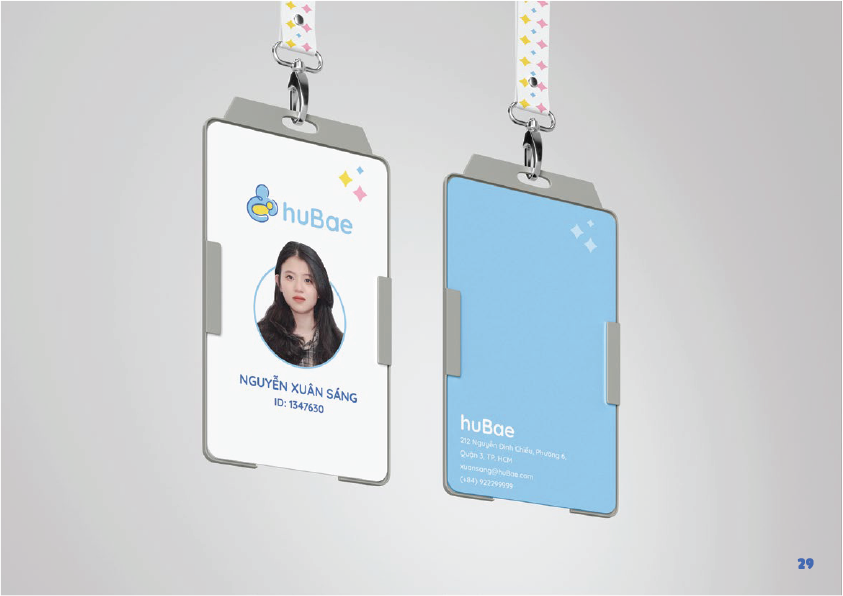 huBae
NGUYỄN XUÂN SÁNG
ID: 1347630
huBae
212 Nguyễn Đình Chiểu, Phường 6,
Quận 3, TP. HCM
xuansang@hubae.com
(+84) 922299999
29